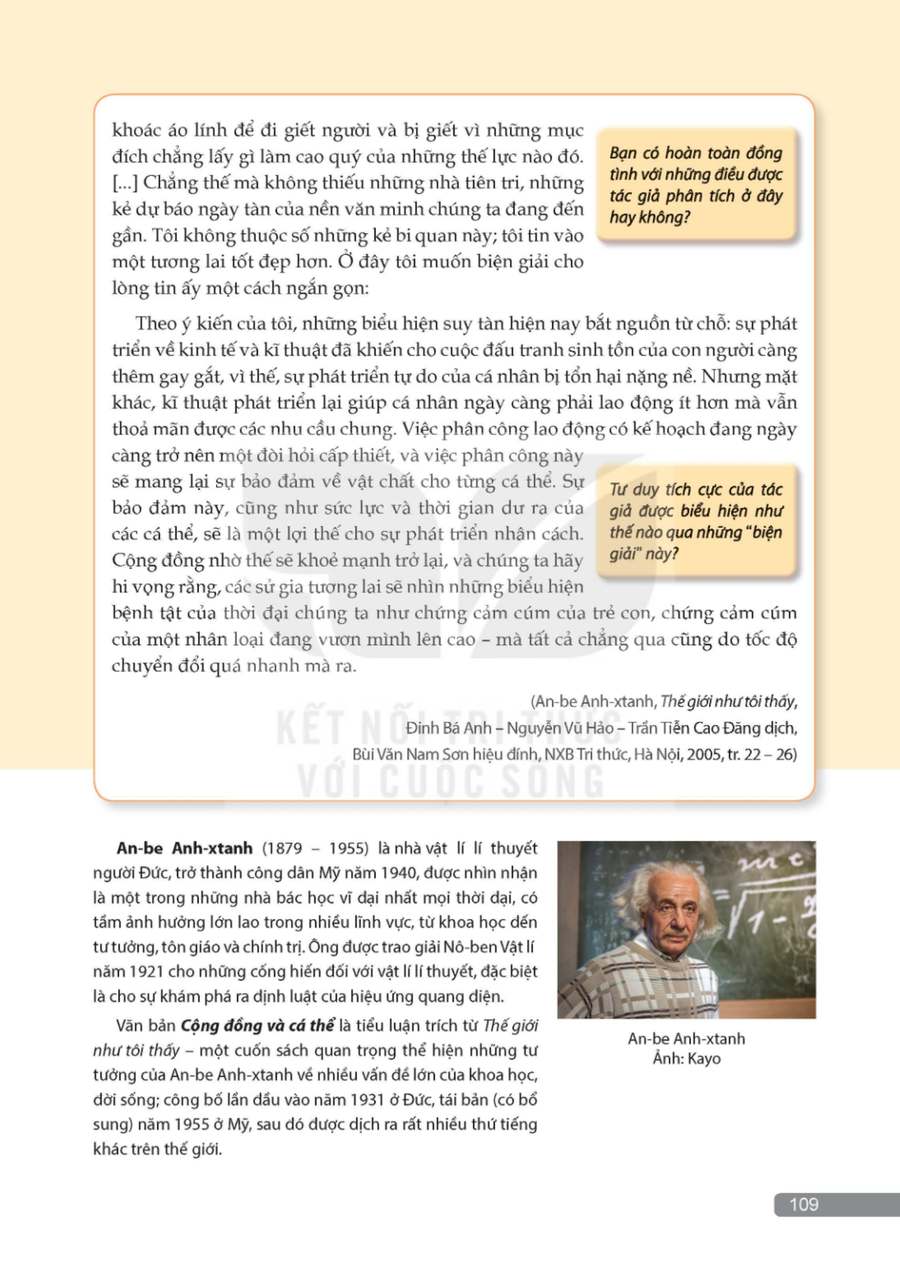 khoác áo lính để đi giết người và bị giết vì những mục
đích chẳng lấy gì làm cao quý của những thế lực nào đó.
[...] Chẳng thế mà không thiếu những nhà tiên tri, những
kẻ dự báo ngày tàn của nền văn minh chúng ta đang đến
gần. Tôi không thuộc số những kẻ bi quan này; tôi tin vào
một tương lai tốt đẹp hơn. Ở đây tôi muốn biện giải cho
lòng tin ấy một cách ngắn gọn:
Bạn có hoàn toàn đồng
tình với những điều được
tác giả phân tích ở đây
hay không?
Theo ý kiến của tôi, những biểu hiện suy tàn hiện nay bắt nguồn từ chỗ: sự phát
triển về kinh tế và kĩ thuật đã khiến cho cuộc đấu tranh sinh tồn của con người càng
thêm gay gắt, vì thế, sự phát triển tự do của cá nhân bị tổn hại nặng nề. Nhưng mặt
khác, kĩ thuật phát triển lại giúp cá nhân ngày càng phải lao động ít hơn mà vẫn
thoả mãn được các nhu cầu chung. Việc phân công lao động có kế hoạch đang ngày
càng trở nên một đòi hỏi cấp thiết, và việc phân công này
sẽ mang lại sự bảo đảm về vật chất cho từng cá thể. Sự
bảo đảm này, cũng như sức lực và thời gian dư ra của
các cá thể, sẽ là một lợi thế cho sự phát triển nhân cách.
Cộng đồng nhờ thế sẽ khoẻ mạnh trở lại, và chúng ta hãy
hi vọng rằng, các sử gia tương lai sẽ nhìn những biểu hiện
Tư duy tích cực của tác
giả được biểu hiện như
thế nào qua những "biện
giải" này?
bệnh tật của thời đại chúng ta như chứng cảm cúm của trẻ con, chứng cảm cúm
của một nhân loại đang vươn mình lên cao – mà tất cả chẳng qua cũng do tốc độ
chuyển đổi quá nhanh mà ra.
(An-be Anh-xtanh, Thế giới như tôi thấy,
Đinh Bá Anh – Nguyễn Vũ Hảo – Trần Tiễn Cao Đăng dịch,
Bùi Văn Nam Sơn hiệu đính, NXB Tri thức, Hà Nội, 2005, tr. 22 – 26)
KẾT NỐI TRI THỨC
VỚI CUỘC SỐNG
An-be Anh-xtanh (1879 – 1955) là nhà vật lí lí thuyết
người Đức, trở thành công dân Mỹ năm 1940, được nhìn nhận
là một trong những nhà bác học vĩ đại nhất mọi thời đại, có
tầm ảnh hưởng lớn lao trong nhiều lĩnh vực, từ khoa học đến
tư tưởng, tôn giáo và chính trị. Ông được trao giải Nô-ben Vật lí
năm 1921 cho những cống hiến đối với vật lí lí thuyết, đặc biệt
là cho sự khám phá ra định luật của hiệu ứng quang điện.
Văn bản Cộng đồng và cá thể là tiểu luận trích từ Thế giới
như tôi thấy – một cuốn sách quan trọng thể hiện những tư
tưởng của An-be Anh-xtanh về nhiều vấn đề lớn của khoa học,
đời sống; công bố lần đầu vào năm 1931 ở Đức, tái bản (có bổ
sung) năm 1955 ở Mỹ, sau đó được dịch ra rất nhiều thứ tiếng
khác trên thế giới.
An-be Anh-xtanh
Ảnh: Kayo
109